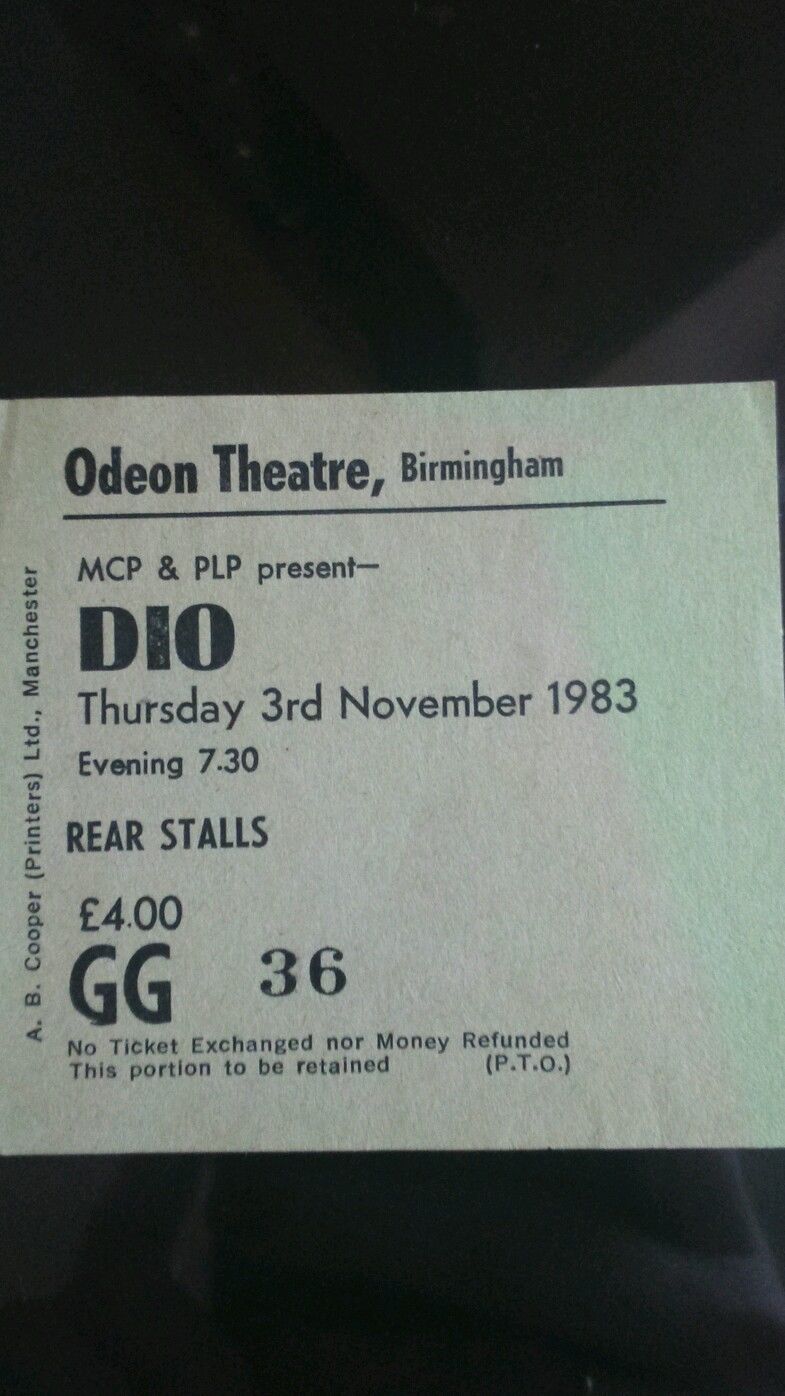 Odeon Theatre, Birmingham
MCP & PLP present—
DIO
Thursday 3rd November 1983
Evening 7.30
REAR STALLS
£4.00
GG 36
No Ticket Exchanged nor Money Refunded
This portion to be retained (P.T.O.)
A. B. Cooper (Printers) Ltd., Manchester